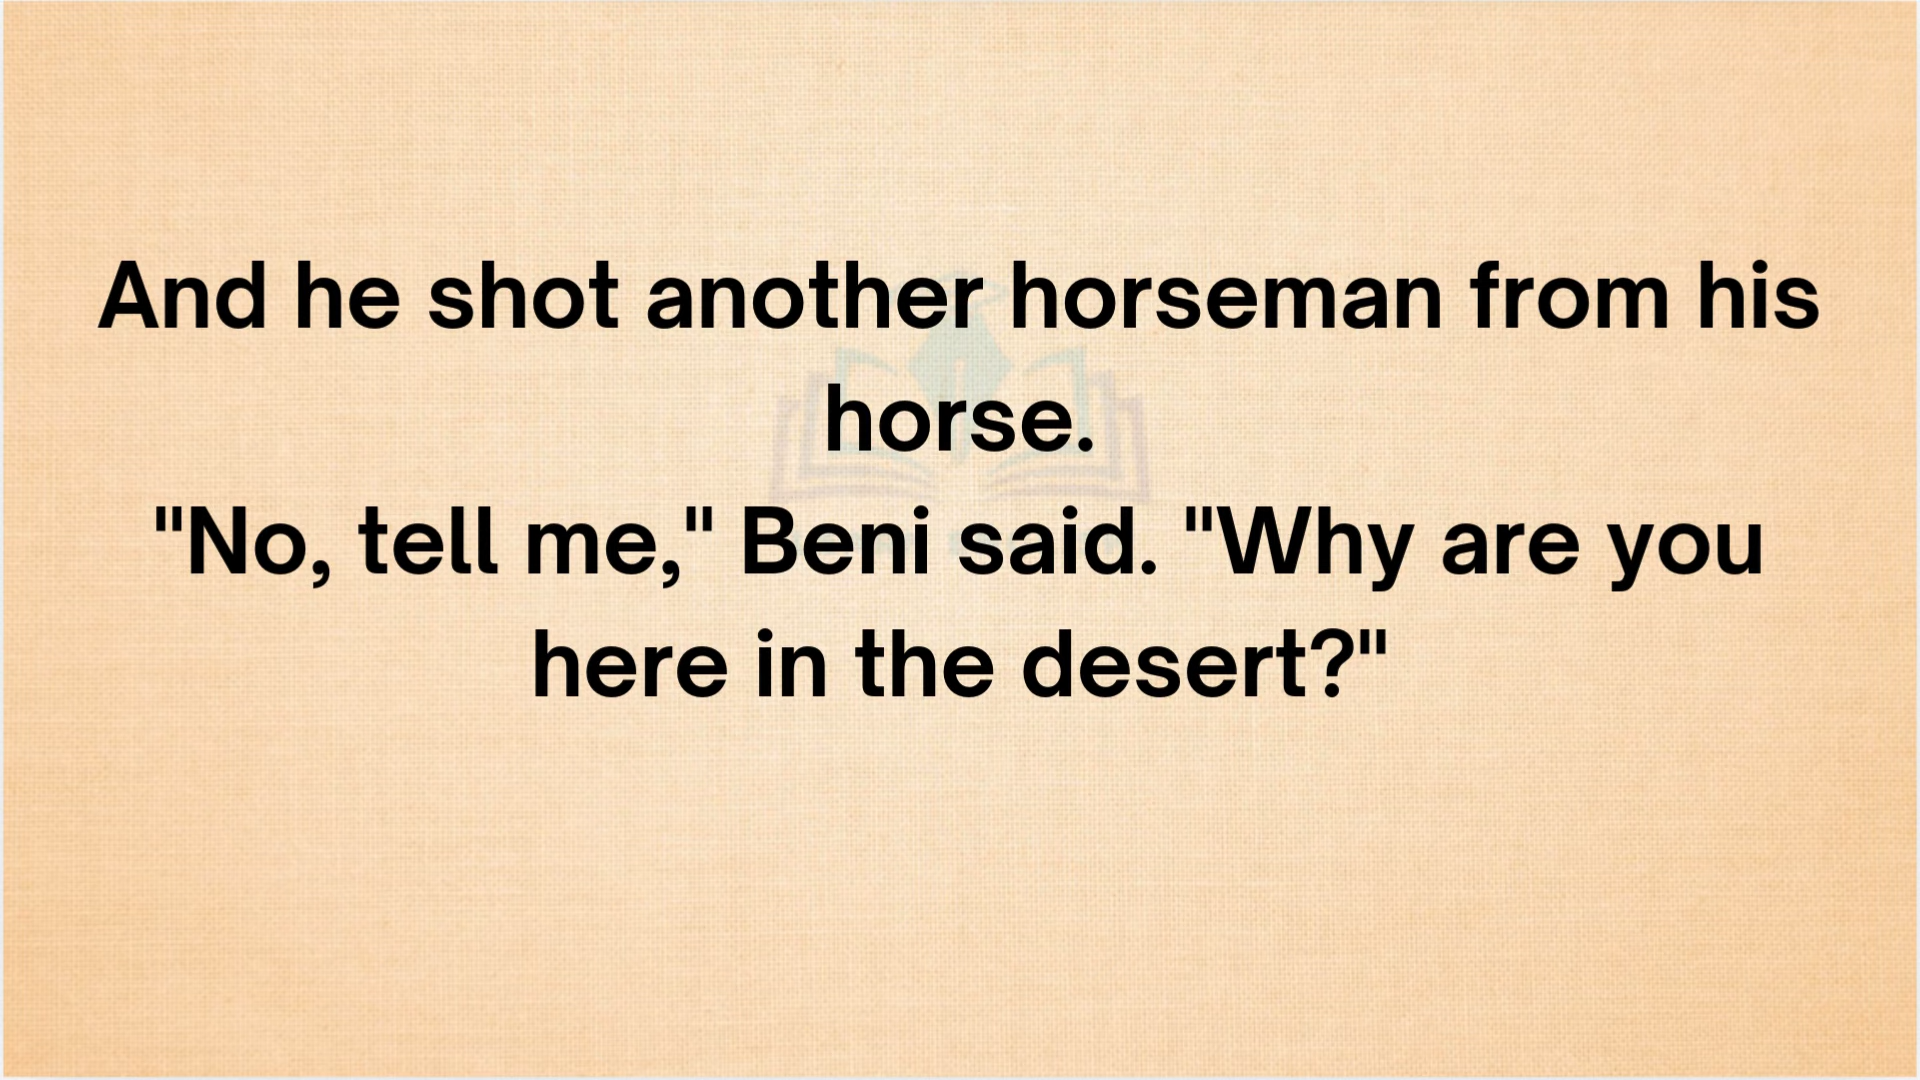 And he shot another horseman from his
horse.
"No, tell me," Beni said. "Why are you
here in the desert?"